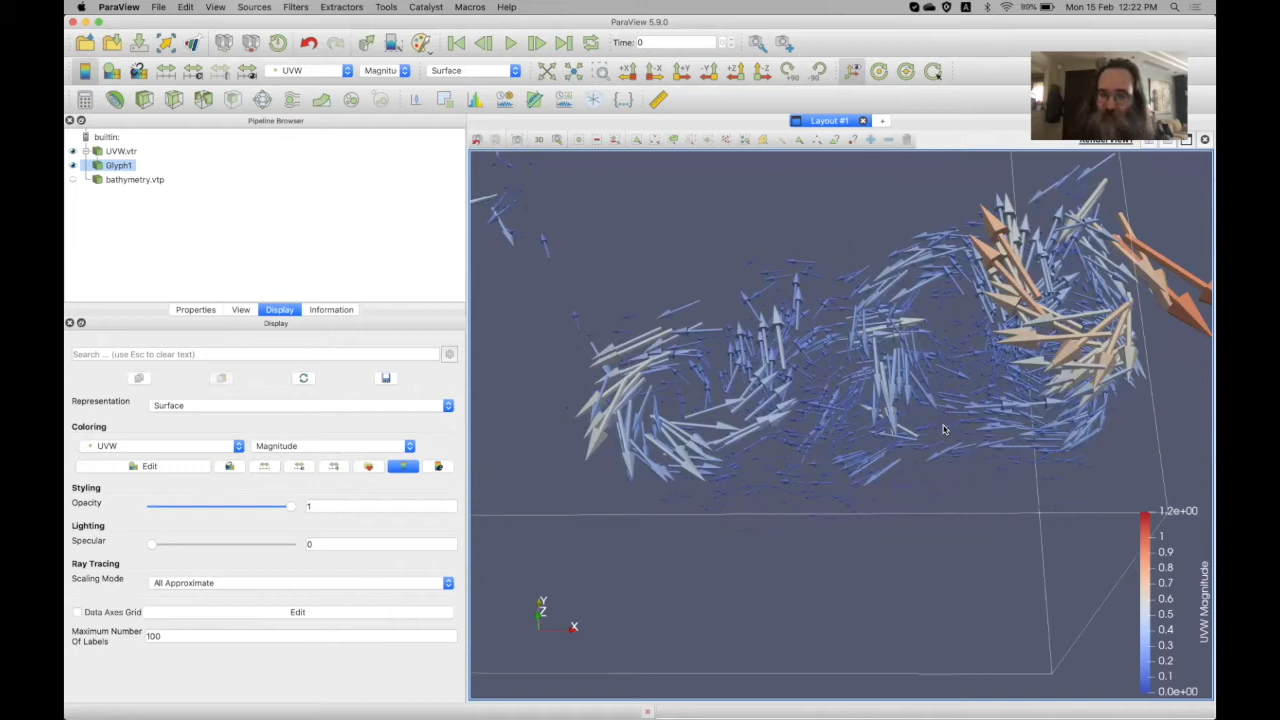 ParaView File Edit View Sources Filters Extractors Tools Catalyst Macros Help
A 99% Mon 15 Feb 12:22 PM
ParaView 5.9.0
Time: 0
UVW Magnitu Surface
+X -X +Y -Y +Z -Z +90 -90
Pipeline Browser
Layout #1 +
builtin:
3D
UVW.vtr
Glyph1
bathymetry.vtp
Properties View Display Information
Display
Search ... (use Esc to clear text)
Representation Surface
Coloring
UVW Magnitude
Edit
Styling
Opacity 1
Lighting
Specular 0
Ray Tracing
Scaling Mode All Approximate
Data Axes Grid Edit
Maximum Number
Of Labels 100
Y
Z
X
1.2e+00
1
0.9
0.8
0.7
0.6
0.5
0.4
0.3
0.2
0.1
0.0e+00
UVW Magnitude